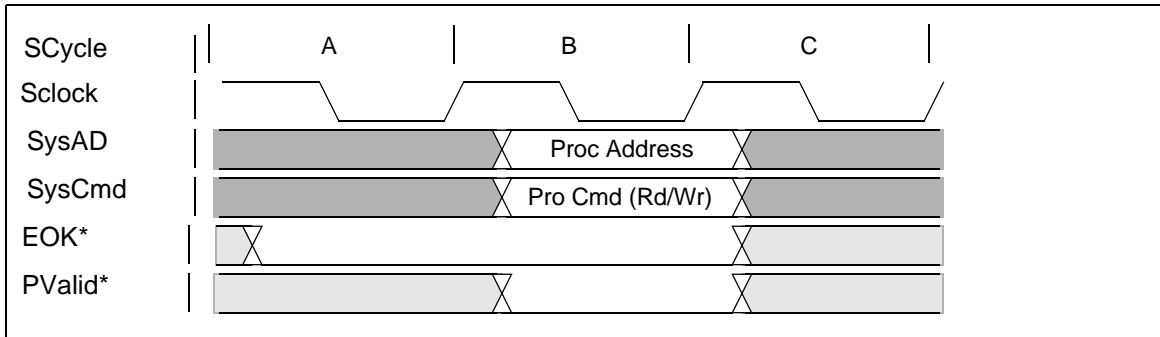 SCycle A B C
Sclock
SysAD Proc Address
SysCmd Pro Cmd (Rd/Wr)
EOK*
PValid*